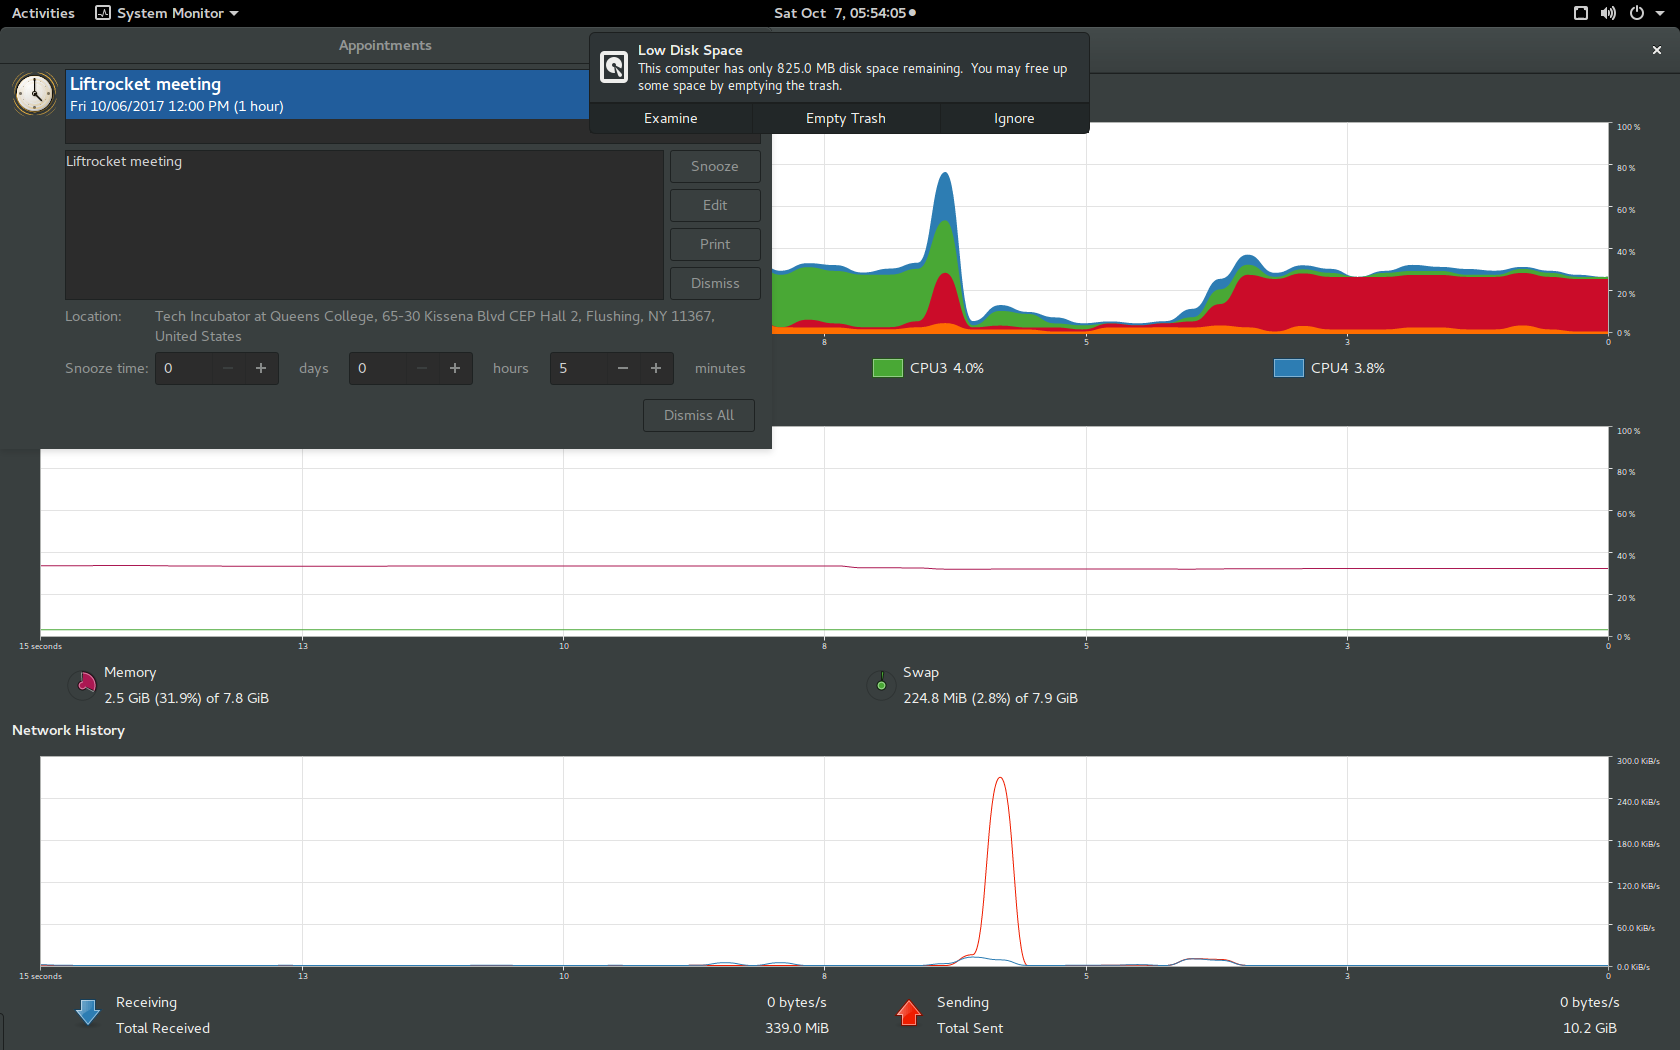 Activities System Monitor Sat Oct 7, 05:54:05
Appointments
Low Disk Space
This computer has only 825.0 MB disk space remaining. You may free up
some space by emptying the trash.
Examine Empty Trash Ignore
Liftrocket meeting
Fri 10/06/2017 12:00 PM (1 hour)
Liftrocket meeting
Snooze
Edit
Print
Dismiss
Location: Tech Incubator at Queens College, 65-30 Kissena Blvd CEP Hall 2, Flushing, NY 11367,
United States
Snooze time: 0 − + days 0 − + hours 5 − + minutes
Dismiss All
100 %
80 %
60 %
40 %
20 %
0 %
8 5 3 0
CPU3 4.0% CPU4 3.8%
100 %
80 %
60 %
40 %
20 %
0 %
15 seconds 13 10 8 5 3 0
Memory
2.5 GiB (31.9%) of 7.8 GiB
Swap
224.8 MiB (2.8%) of 7.9 GiB
Network History
300.0 KiB/s
240.0 KiB/s
180.0 KiB/s
120.0 KiB/s
60.0 KiB/s
0.0 KiB/s
15 seconds 13 10 8 5 3 0
Receiving 0 bytes/s
Total Received 339.0 MiB
Sending 0 bytes/s
Total Sent 10.2 GiB